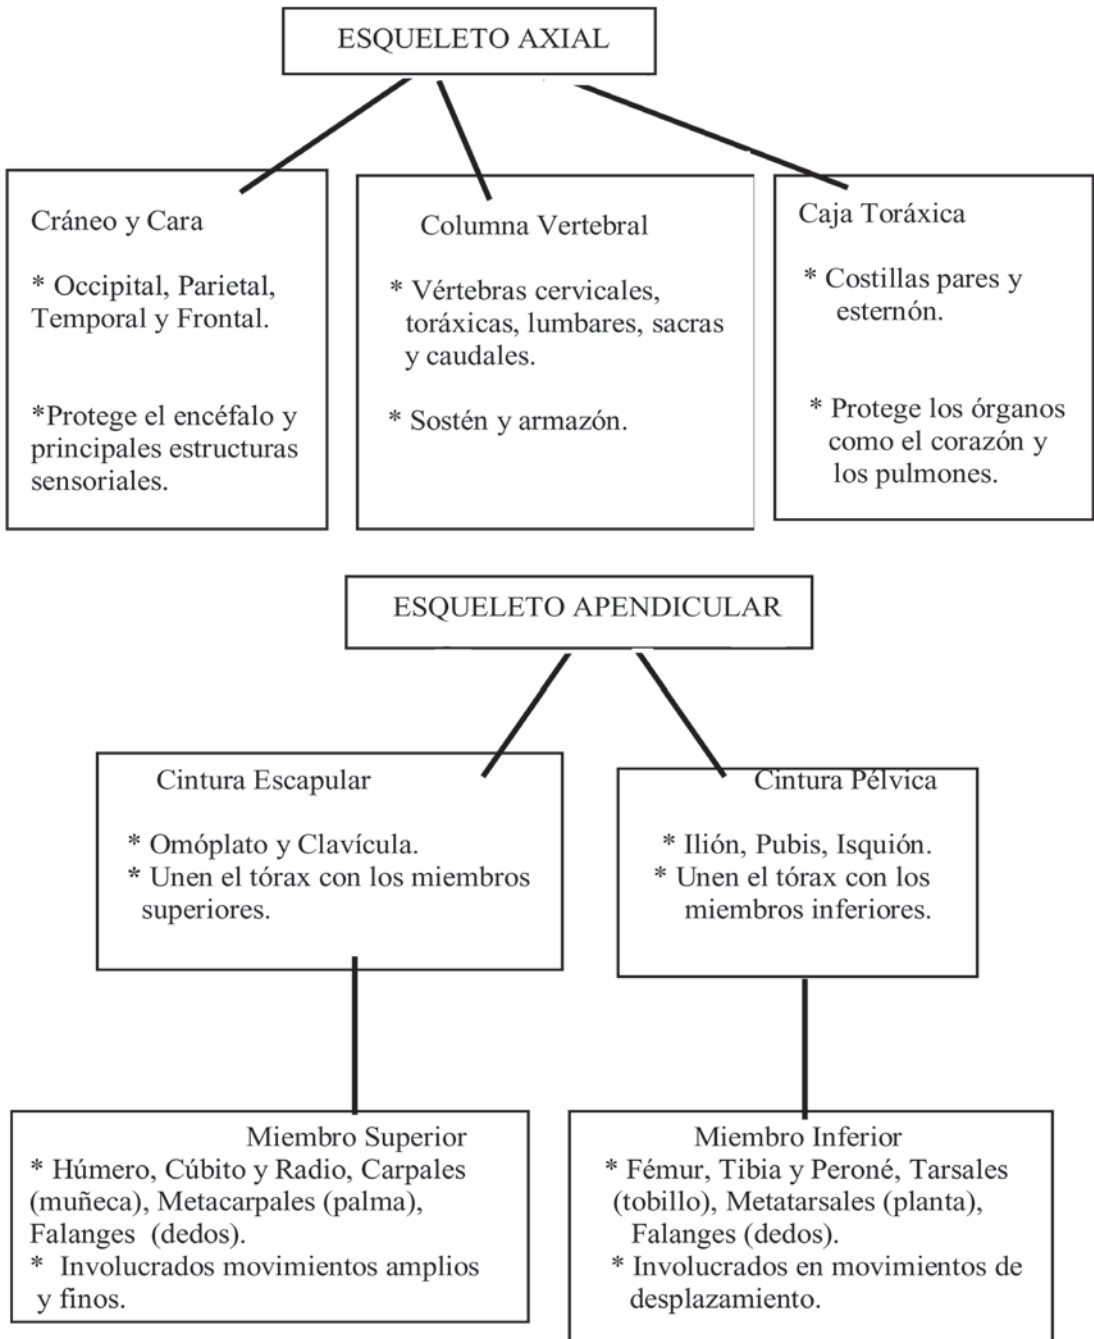 ESQUELETO AXIAL
Cráneo y Cara
* Occipital, Parietal,
Temporal y Frontal.
*Protege el encéfalo y
principales estructuras
sensoriales.
Columna Vertebral
* Vértebras cervicales,
toráxicas, lumbares, sacras
y caudales.
* Sostén y armazón.
Caja Toráxica
* Costillas pares y
esternón.
* Protege los órganos
como el corazón y
los pulmones.
ESQUELETO APENDICULAR
Cintura Escapular
* Omóplato y Clavícula.
* Unen el tórax con los miembros
superiores.
Cintura Pélvica
* Ilión, Pubis, Isquión.
* Unen el tórax con los
miembros inferiores.
Miembro Superior
* Húmero, Cúbito y Radio, Carpales
(muñeca), Metacarpales (palma),
Falanges (dedos).
* Involucrados movimientos amplios
y finos.
Miembro Inferior
* Fémur, Tibia y Peroné, Tarsales
(tobillo), Metatarsales (planta),
Falanges (dedos).
* Involucrados en movimientos de
desplazamiento.